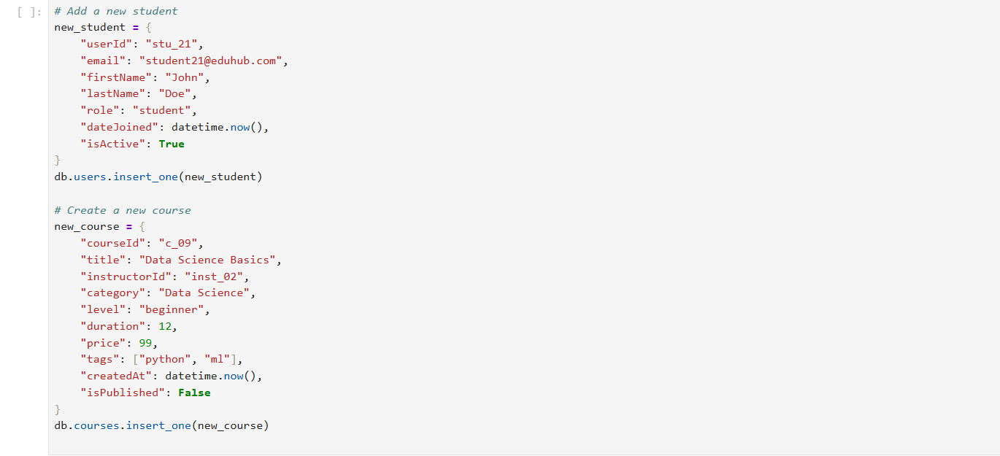 [ ]:
# Add a new student
new_student = {
    "userId": "stu_21",
    "email": "student21@eduhub.com",
    "firstName": "John",
    "lastName": "Doe",
    "role": "student",
    "dateJoined": datetime.now(),
    "isActive": True
}
db.users.insert_one(new_student)

# Create a new course
new_course = {
    "courseId": "c_09",
    "title": "Data Science Basics",
    "instructorId": "inst_02",
    "category": "Data Science",
    "level": "beginner",
    "duration": 12,
    "price": 99,
    "tags": ["python", "ml"],
    "createdAt": datetime.now(),
    "isPublished": False
}
db.courses.insert_one(new_course)